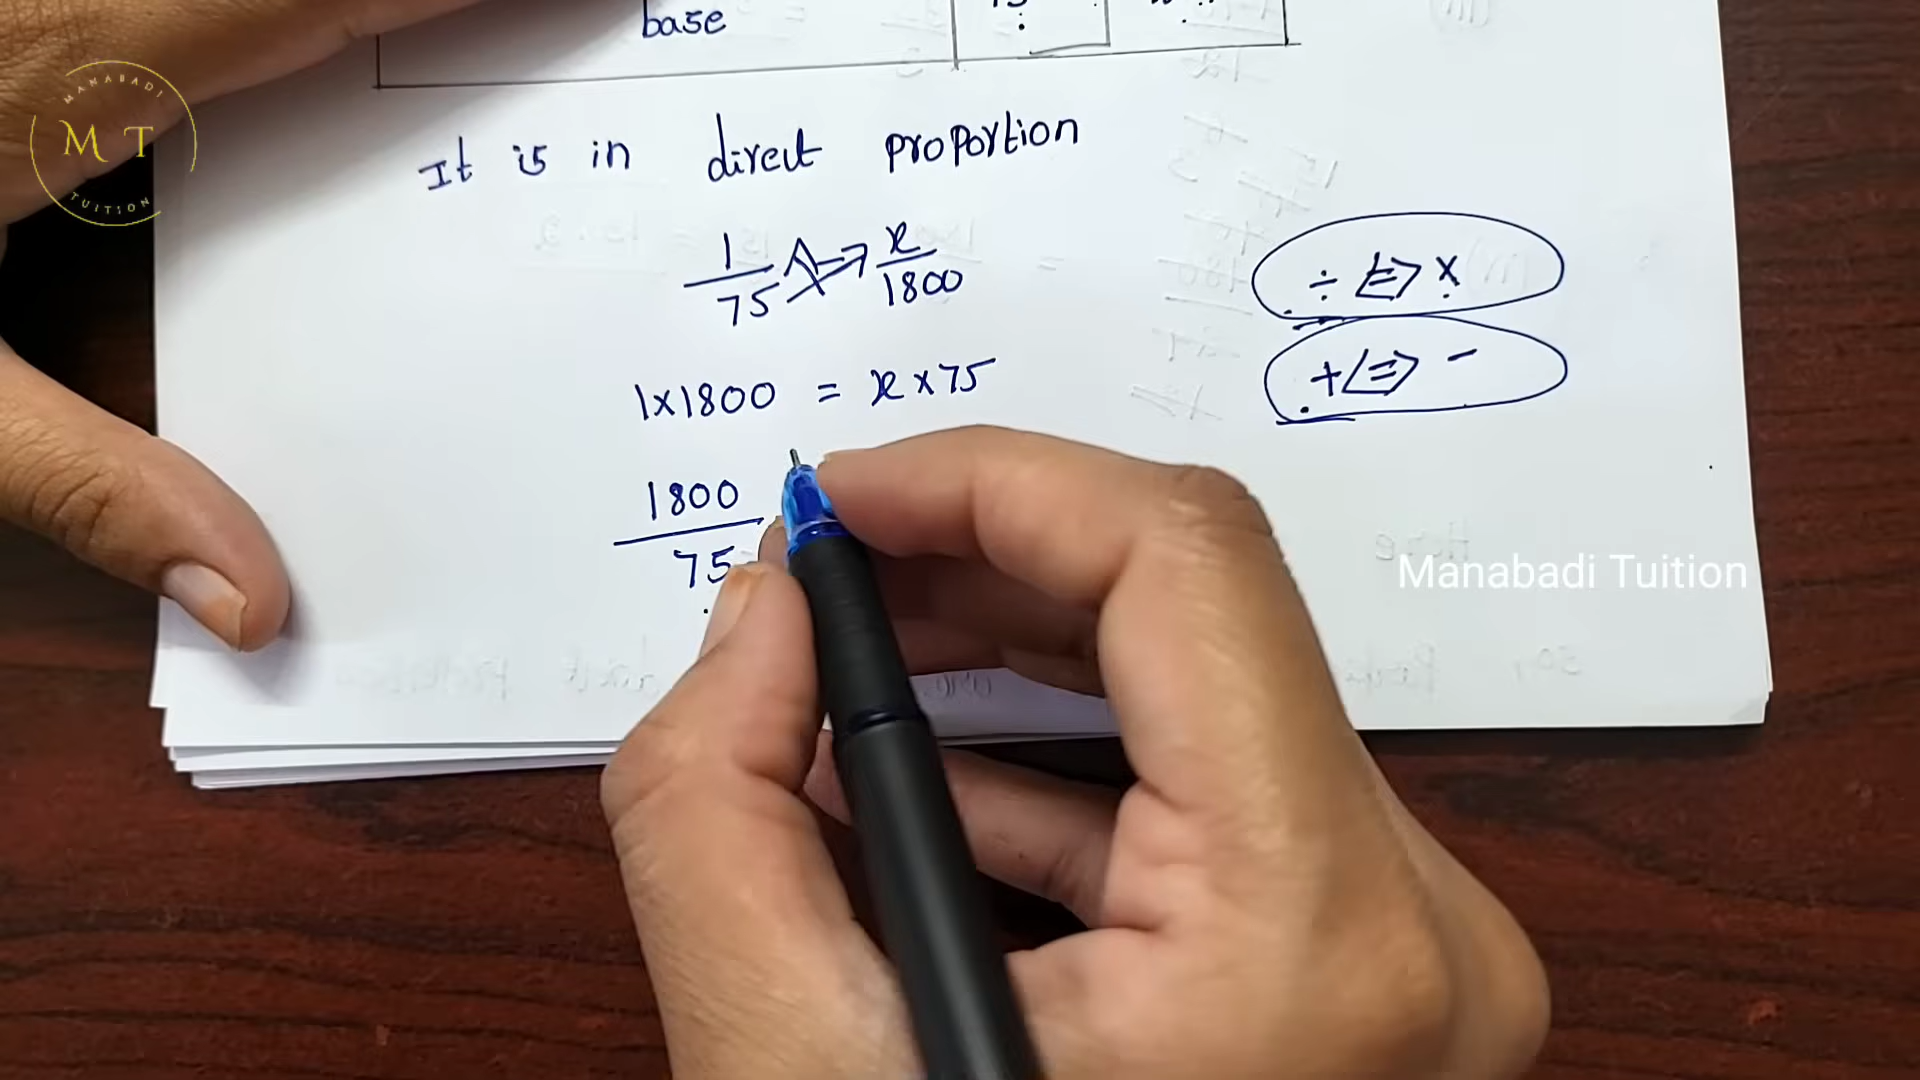 base
It is in direct proportion
1/75 x/1800
÷ <=> ×
1×1800 = x×75
+ <=> -
1800/75
MANABADI
M T
TUITION
Manabadi Tuition